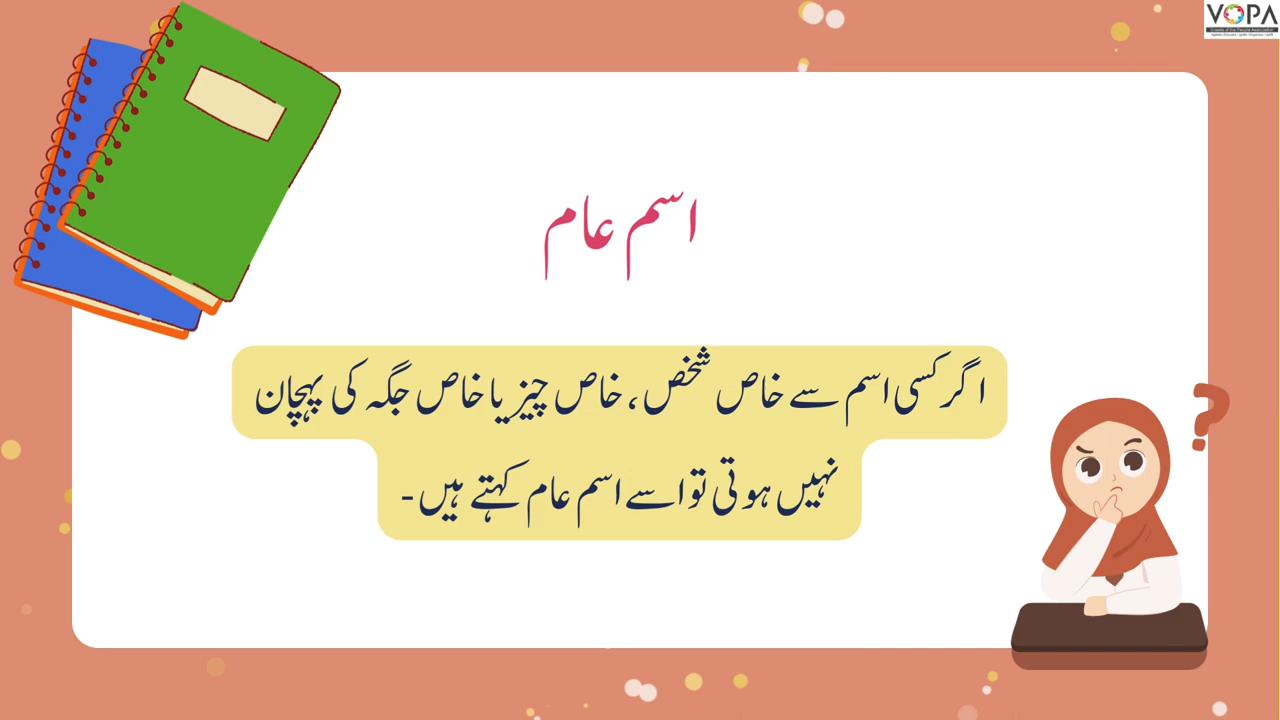 VOPA
اسم عام
اگر کسی اسم سے خاص شخص، خاص چیز یا خاص جگہ کی پہچان
نہیں ہوتی تو اسے اسم عام کہتے ہیں-
?